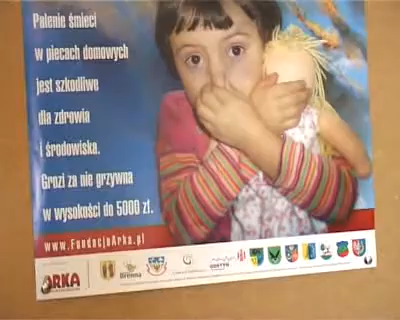 Palenie śmieci
w piecach domowych
jest szkodliwe
dla zdrowia
i środowiska.
Grozi za nie grzywna
w wysokości do 5000 zł.
www.FundacjaArka.pl
ARKA
Brenna